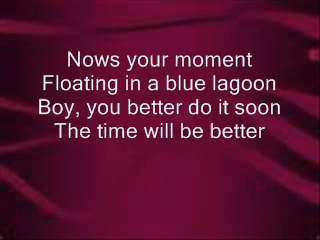 Nows your moment
Floating in a blue lagoon
Boy, you better do it soon
The time will be better